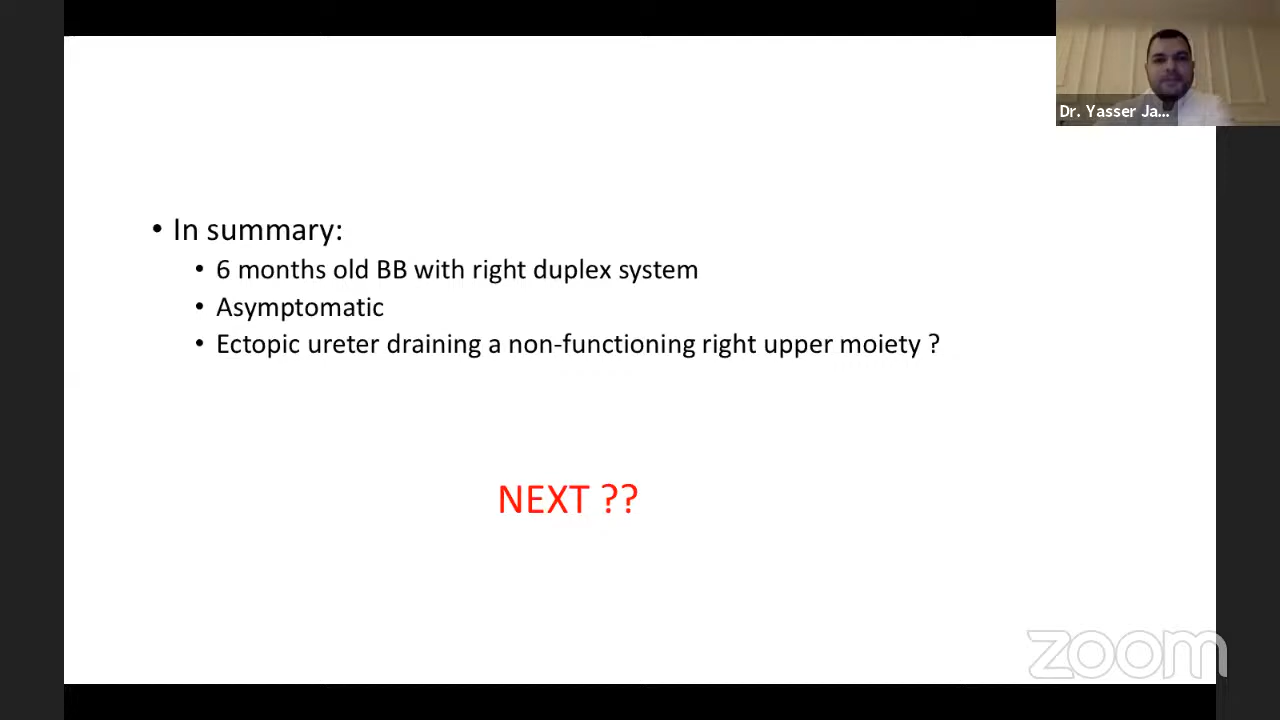 Dr. Yasser Ja...
• In summary:
• 6 months old BB with right duplex system
• Asymptomatic
• Ectopic ureter draining a non-functioning right upper moiety ?
NEXT ??
zoom